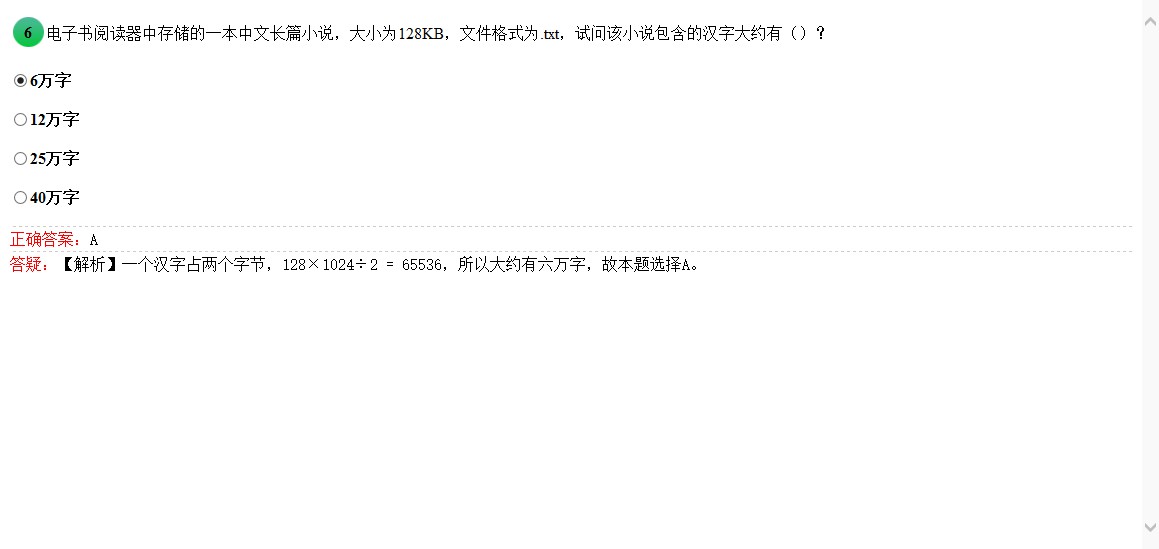 6 电子书阅读器中存储的一本中文长篇小说，大小为128KB，文件格式为.txt，试问该小说包含的汉字大约有（）？
6万字
12万字
25万字
40万字
正确答案：A
答疑：【解析】一个汉字占两个字节，128×1024÷2 = 65536，所以大约有六万字，故本题选择A。